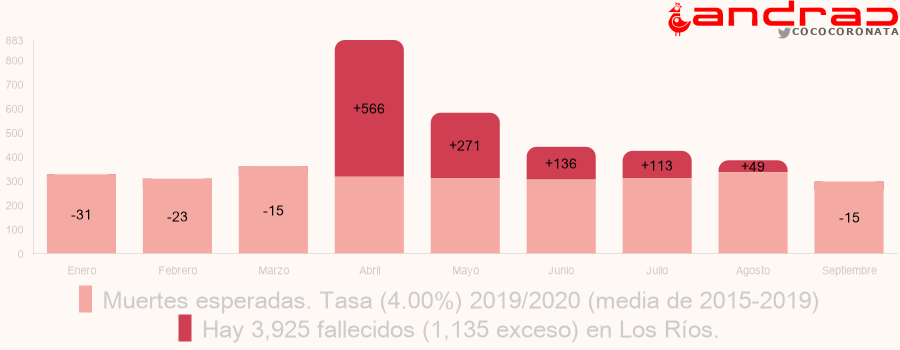 andrac
COCOCORONATA
883
800
700
600
500
400
300
200
100
0
-31
-23
-15
+566
+271
+136
+113
+49
-15
Enero
Febrero
Marzo
Abril
Mayo
Junio
Julio
Agosto
Septiembre
Muertes esperadas. Tasa (4.00%) 2019/2020 (media de 2015-2019)
Hay 3,925 fallecidos (1,135 exceso) en Los Ríos.